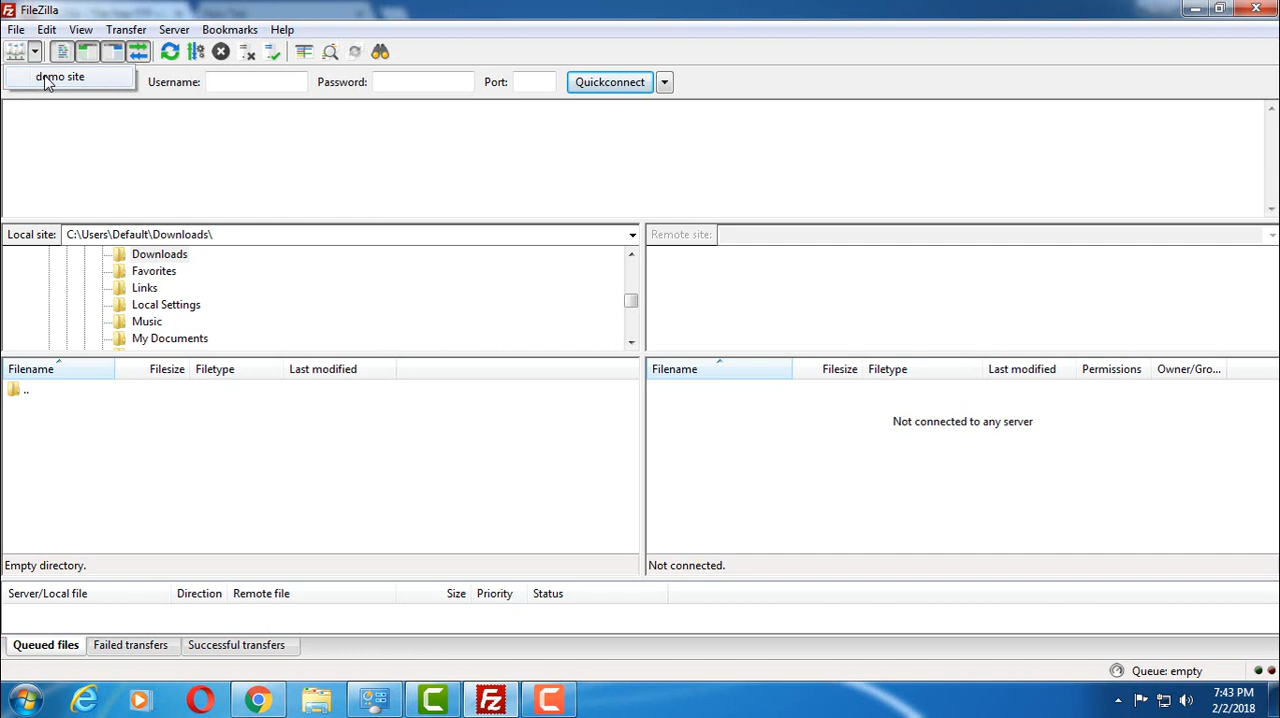 FileZilla
File Edit View Transfer Server Bookmarks Help
demo site
Username: Password: Port: Quickconnect
Local site: C:\Users\Default\Downloads\ Remote site:
Downloads
Favorites
Links
Local Settings
Music
My Documents
Filename Filesize Filetype Last modified Filename Filesize Filetype Last modified Permissions Owner/Gro...
..
Not connected to any server
Empty directory. Not connected.
Server/Local file Direction Remote file Size Priority Status
Queued files Failed transfers Successful transfers
Queue: empty
7:43 PM
2/2/2018